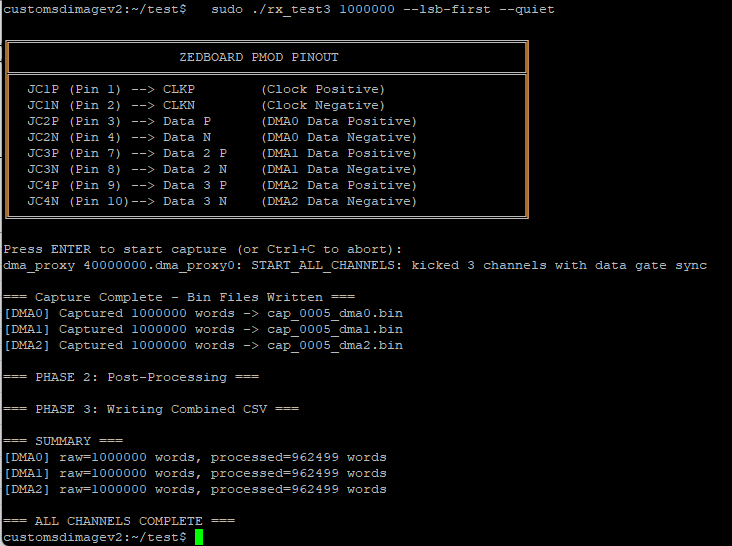 customsdimagev2:~/test$   sudo ./rx_test3 1000000 --lsb-first --quiet
ZEDBOARD PMOD PINOUT
JC1P (Pin 1) --> CLKP      (Clock Positive)
JC1N (Pin 2) --> CLKN      (Clock Negative)
JC2P (Pin 3) --> Data P    (DMA0 Data Positive)
JC2N (Pin 4) --> Data N    (DMA0 Data Negative)
JC3P (Pin 7) --> Data 2 P  (DMA1 Data Positive)
JC3N (Pin 8) --> Data 2 N  (DMA1 Data Negative)
JC4P (Pin 9) --> Data 3 P  (DMA2 Data Positive)
JC4N (Pin 10)--> Data 3 N  (DMA2 Data Negative)
Press ENTER to start capture (or Ctrl+C to abort):
dma_proxy 40000000.dma_proxy0: START_ALL_CHANNELS: kicked 3 channels with data gate sync
=== Capture Complete - Bin Files Written ===
[DMA0] Captured 1000000 words -> cap_0005_dma0.bin
[DMA1] Captured 1000000 words -> cap_0005_dma1.bin
[DMA2] Captured 1000000 words -> cap_0005_dma2.bin
=== PHASE 2: Post-Processing ===
=== PHASE 3: Writing Combined CSV ===
=== SUMMARY ===
[DMA0] raw=1000000 words, processed=962499 words
[DMA1] raw=1000000 words, processed=962499 words
[DMA2] raw=1000000 words, processed=962499 words
=== ALL CHANNELS COMPLETE ===
customsdimagev2:~/test$